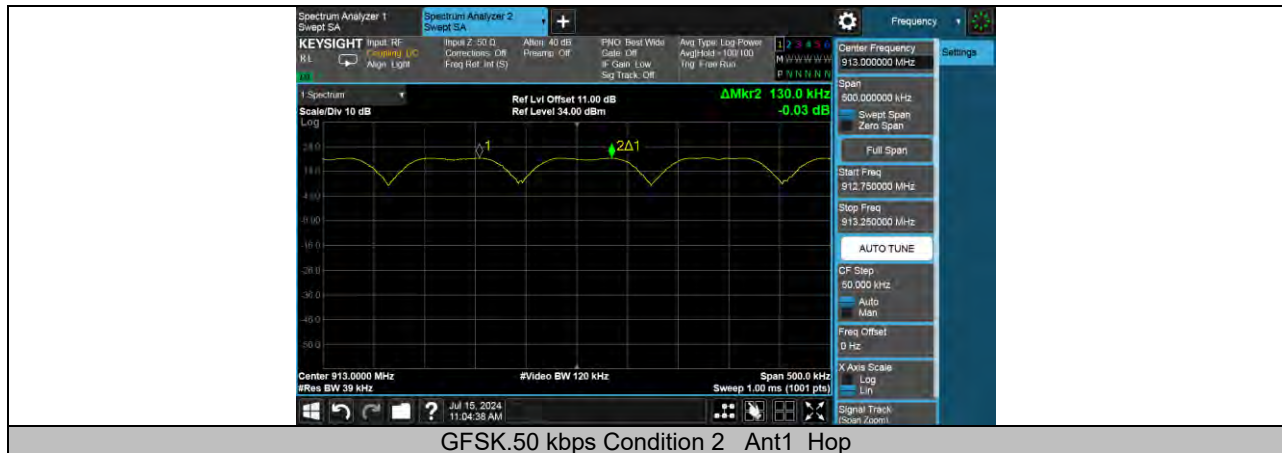 Spectrum Analyzer 1
Swept SA
Spectrum Analyzer 2
Swept SA
Frequency
KEYSIGHT
Input: RF
Coupling: DC
Align: Light
Input Z: 50 Ω
Corrections: Off
Freq Ref: Int (S)
Atten: 40 dB
Preamp: Off
PNO: Best Wide
Gate: Off
IF Gain: Low
Sig Track: Off
Avg Type: Log-Power
Avg|Hold >100/100
Trig: Free Run
1 2 3 4 5 6
M W W W W W
P N N N N N
1 Spectrum
Scale/Div 10 dB
Log
Ref Lvl Offset 11.00 dB
Ref Level 34.00 dBm
ΔMkr2 130.0 kHz
-0.03 dB
1
2Δ1
Center 913.0000 MHz
#Res BW 39 kHz
#Video BW 120 kHz
Span 500.0 kHz
Sweep 1.00 ms (1001 pts)
Jul 15, 2024
11:04:38 AM
Center Frequency
913.000000 MHz
Settings
Span
500.000000 kHz
Swept Span
Zero Span
Full Span
Start Freq
912.750000 MHz
Stop Freq
913.250000 MHz
AUTO TUNE
CF Step
50.000 kHz
Auto
Man
Freq Offset
0 Hz
X Axis Scale
Log
Lin
Signal Track
(Span Zoom)
GFSK.50 kbps Condition 2 Ant1 Hop